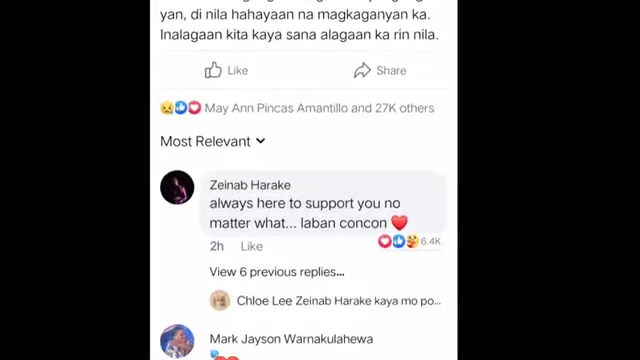 yan, di nila hahayaan na magkaganyan ka.
Inalagaan kita kaya sana alagaan ka rin nila.
Like Share
May Ann Pincas Amantillo and 27K others
Most Relevant
Zeinab Harake
always here to support you no
matter what... laban concon ❤️
6.4K
2h Like
View 6 previous replies...
Chloe Lee Zeinab Harake kaya mo po...
Mark Jayson Warnakulahewa